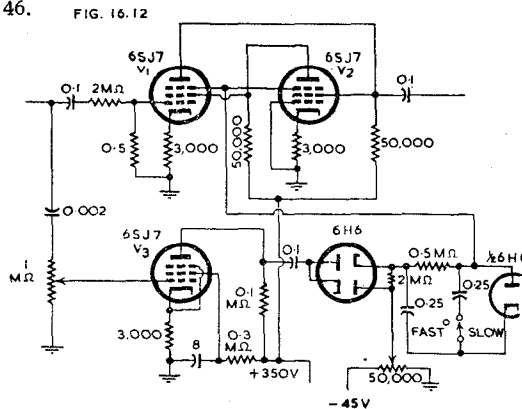 46.
FIG. 16.12
6SJ7
V1
6SJ7
V2
0·1
2MΩ
0·1
0·5
3,000
50,000
3,000
50,000
0·002
6SJ7
V3
6H6
0·1
0·5MΩ
½6H6
1
MΩ
0·1
MΩ
2
MΩ
0·25
0·25
FAST
SLOW
3,000
8
0·3
MΩ
+350V
50,000
-45V